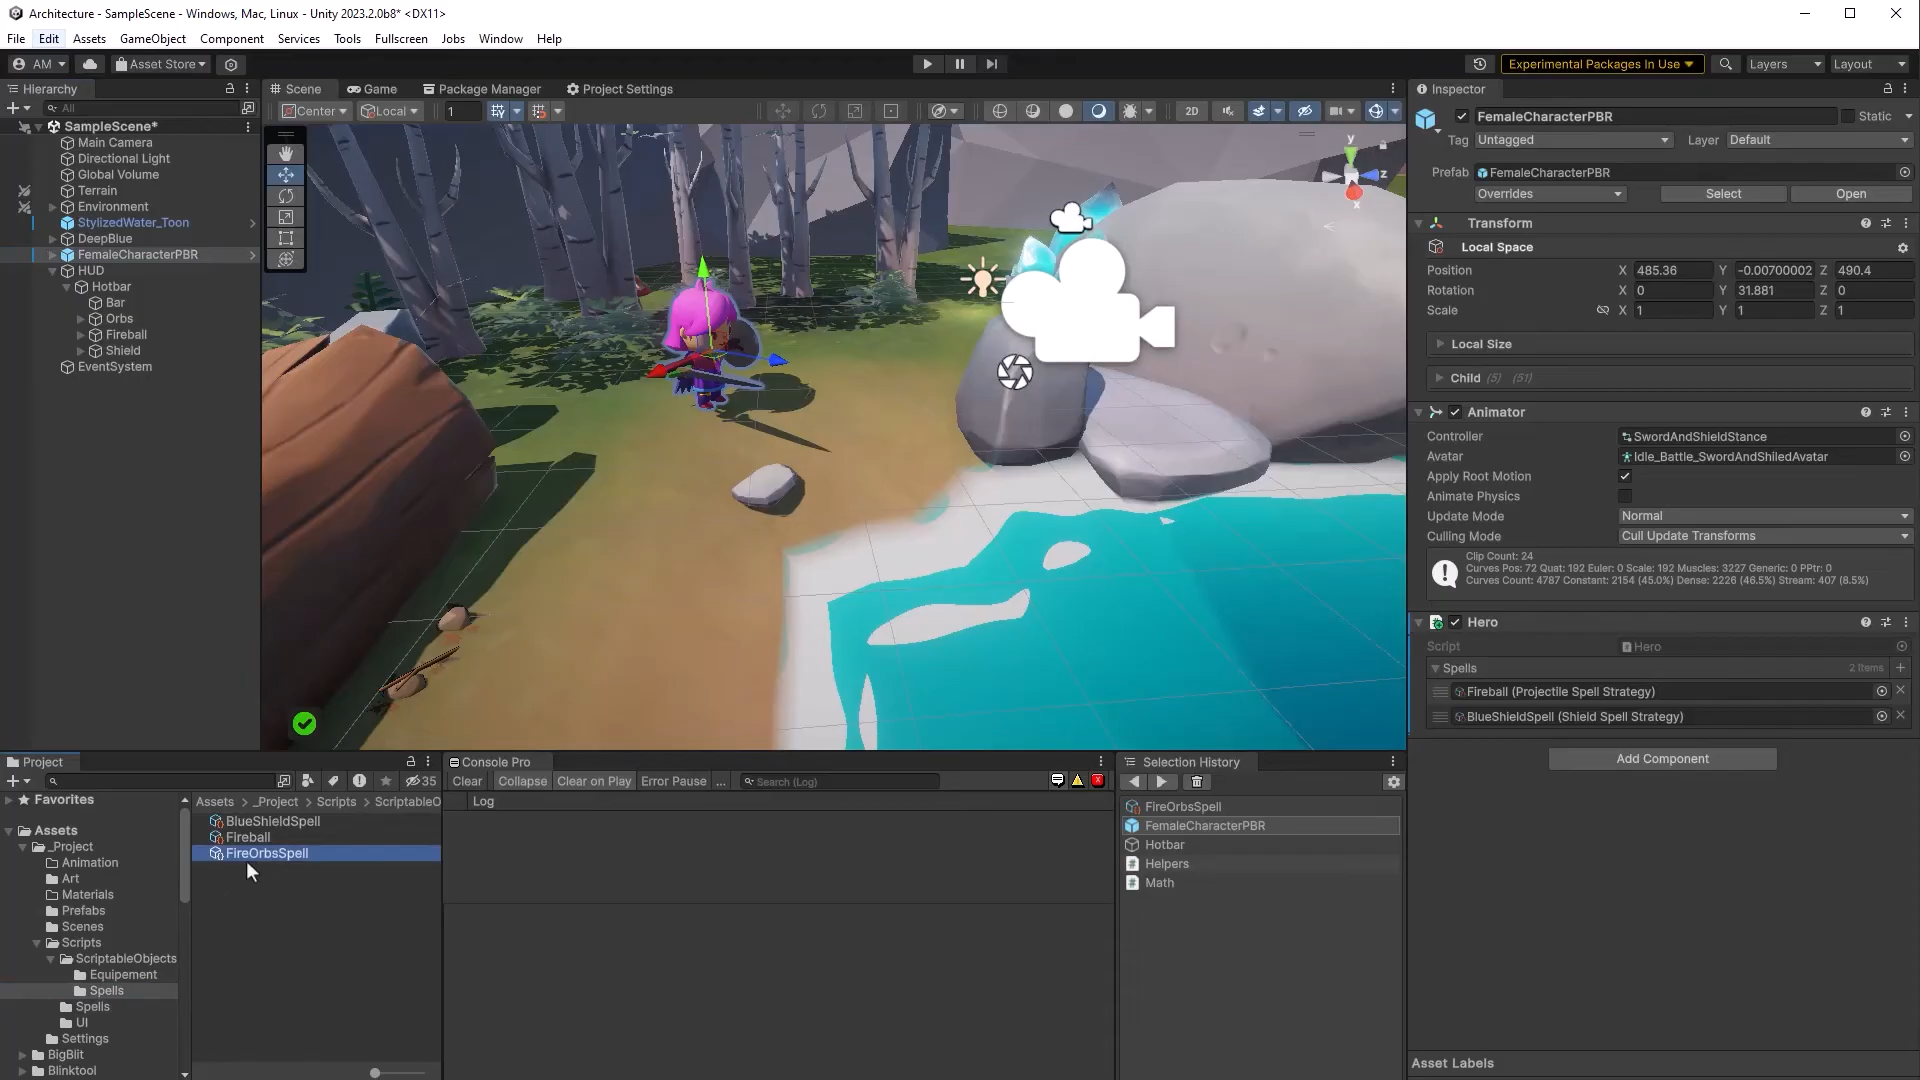 Architecture - SampleScene - Windows, Mac, Linux - Unity 2023.2.0b8* <DX11>
File Edit Assets GameObject Component Services Tools Fullscreen Jobs Window Help
AM Asset Store Experimental Packages In Use Layers Layout
Hierarchy
All
SampleScene*
Main Camera
Directional Light
Global Volume
Terrain
Environment
StylizedWater_Toon
DeepBlue
FemaleCharacterPBR
HUD
Hotbar
Bar
Orbs
Fireball
Shield
EventSystem
Scene Game Package Manager Project Settings
Center Local 1 2D
y
z
x
Inspector
FemaleCharacterPBR Static
Tag Untagged Layer Default
Prefab FemaleCharacterPBR
Overrides Select Open
Transform
Local Space
Position X 485.36 Y -0.00700002 Z 490.4
Rotation X 0 Y 31.881 Z 0
Scale X 1 Y 1 Z 1
Local Size
Child (5) (51)
Animator
Controller SwordAndShieldStance
Avatar Idle_Battle_SwordAndShiledAvatar
Apply Root Motion
Animate Physics
Update Mode Normal
Culling Mode Cull Update Transforms
Clip Count: 24
Curves Pos: 72 Quat: 192 Euler: 0 Scale: 192 Muscles: 3227 Generic: 0 PPtr: 0
Curves Count: 4787 Constant: 2154 (45.0%) Dense: 2226 (46.5%) Stream: 407 (8.5%)
Hero
Script Hero
Spells 2 Items
Fireball (Projectile Spell Strategy)
BlueShieldSpell (Shield Spell Strategy)
Add Component
Asset Labels
Project
35
Favorites
Assets
_Project
Animation
Art
Materials
Prefabs
Scenes
Scripts
ScriptableObjects
Equipement
Spells
Spells
UI
Settings
BigBlit
Blinktool
Assets > _Project > Scripts > ScriptableO
BlueShieldSpell
Fireball
FireOrbsSpell
Console Pro
Clear Collapse Clear on Play Error Pause ... Search (Log)
Log
Selection History
FireOrbsSpell
FemaleCharacterPBR
Hotbar
Helpers
Math